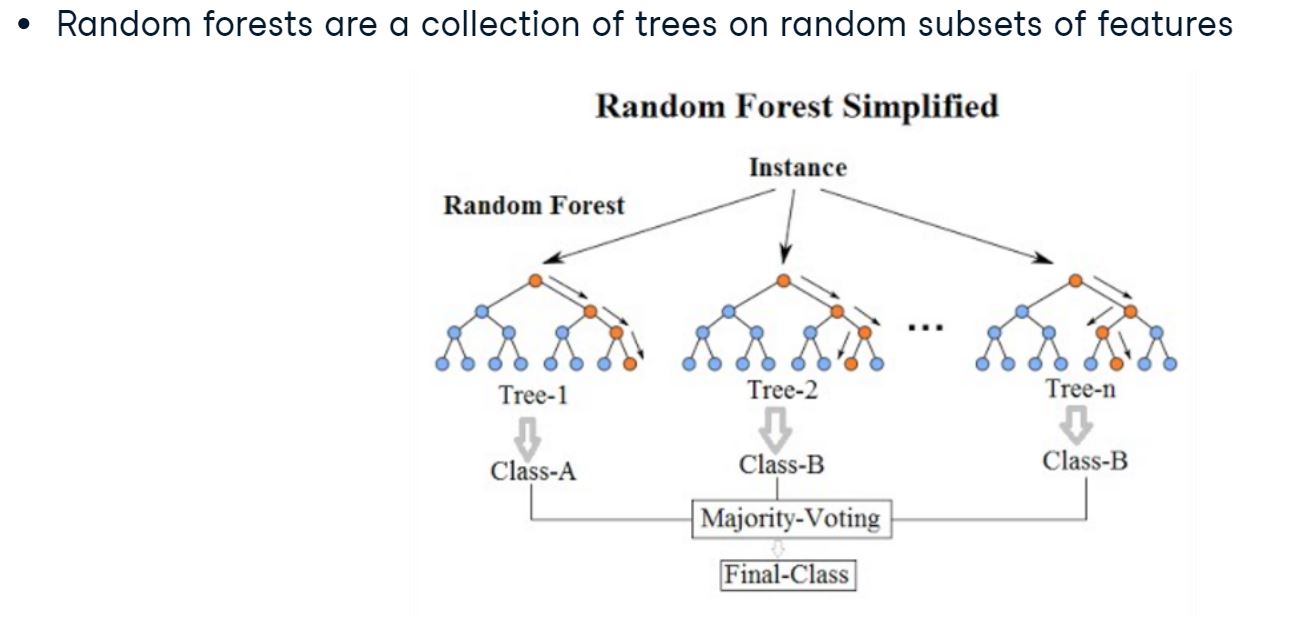 • Random forests are a collection of trees on random subsets of features
Random Forest Simplified
Instance
Random Forest
...
Tree-1
Tree-2
Tree-n
Class-A
Class-B
Class-B
Majority-Voting
Final-Class